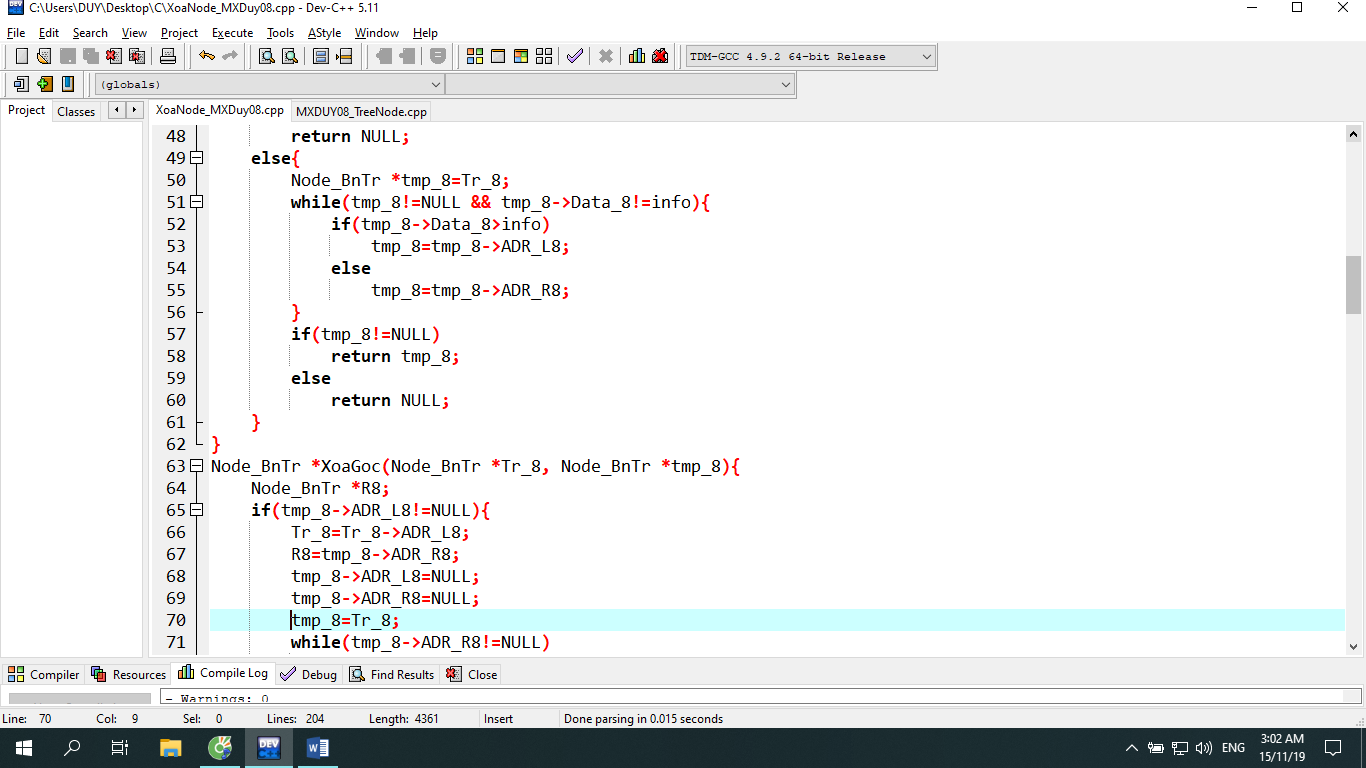 C:\Users\DUY\Desktop\C\XoaNode_MXDuy08.cpp - Dev-C++ 5.11
File Edit Search View Project Execute Tools AStyle Window Help
TDM-GCC 4.9.2 64-bit Release
(globals)
Project Classes XoaNode_MXDuy08.cpp MXDUY08_TreeNode.cpp
48 return NULL;
49 else{
50 Node_BnTr *tmp_8=Tr_8;
51 while(tmp_8!=NULL && tmp_8->Data_8!=info){
52 if(tmp_8->Data_8>info)
53 tmp_8=tmp_8->ADR_L8;
54 else
55 tmp_8=tmp_8->ADR_R8;
56 }
57 if(tmp_8!=NULL)
58 return tmp_8;
59 else
60 return NULL;
61 }
62 }
63 Node_BnTr *XoaGoc(Node_BnTr *Tr_8, Node_BnTr *tmp_8){
64 Node_BnTr *R8;
65 if(tmp_8->ADR_L8!=NULL){
66 Tr_8=Tr_8->ADR_L8;
67 R8=tmp_8->ADR_R8;
68 tmp_8->ADR_L8=NULL;
69 tmp_8->ADR_R8=NULL;
70 tmp_8=Tr_8;
71 while(tmp_8->ADR_R8!=NULL)
Compiler Resources Compile Log Debug Find Results Close
- Warnings: 0
Line: 70 Col: 9 Sel: 0 Lines: 204 Length: 4361 Insert Done parsing in 0.015 seconds
ENG 3:02 AM
15/11/19